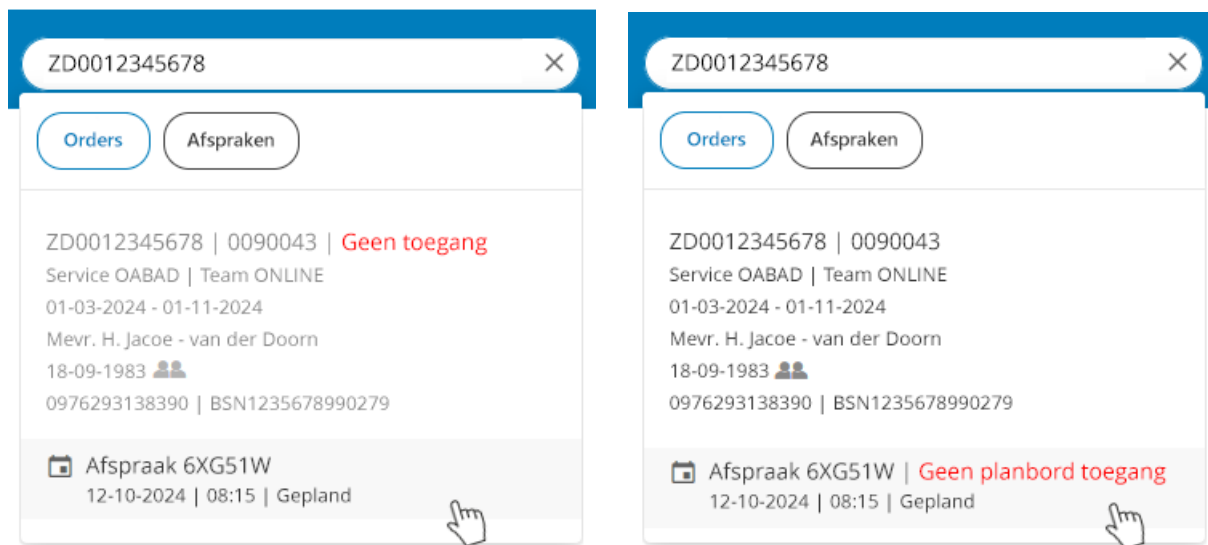 ZD0012345678
Orders
Afspraken
ZD0012345678 | 0090043 | Geen toegang
Service OABAD | Team ONLINE
01-03-2024 - 01-11-2024
Mevr. H. Jacoe - van der Doorn
18-09-1983
0976293138390 | BSN1235678990279
Afspraak 6XG51W
12-10-2024 | 08:15 | Gepland
ZD0012345678
Orders
Afspraken
ZD0012345678 | 0090043
Service OABAD | Team ONLINE
01-03-2024 - 01-11-2024
Mevr. H. Jacoe - van der Doorn
18-09-1983
0976293138390 | BSN1235678990279
Afspraak 6XG51W | Geen planbord toegang
12-10-2024 | 08:15 | Gepland